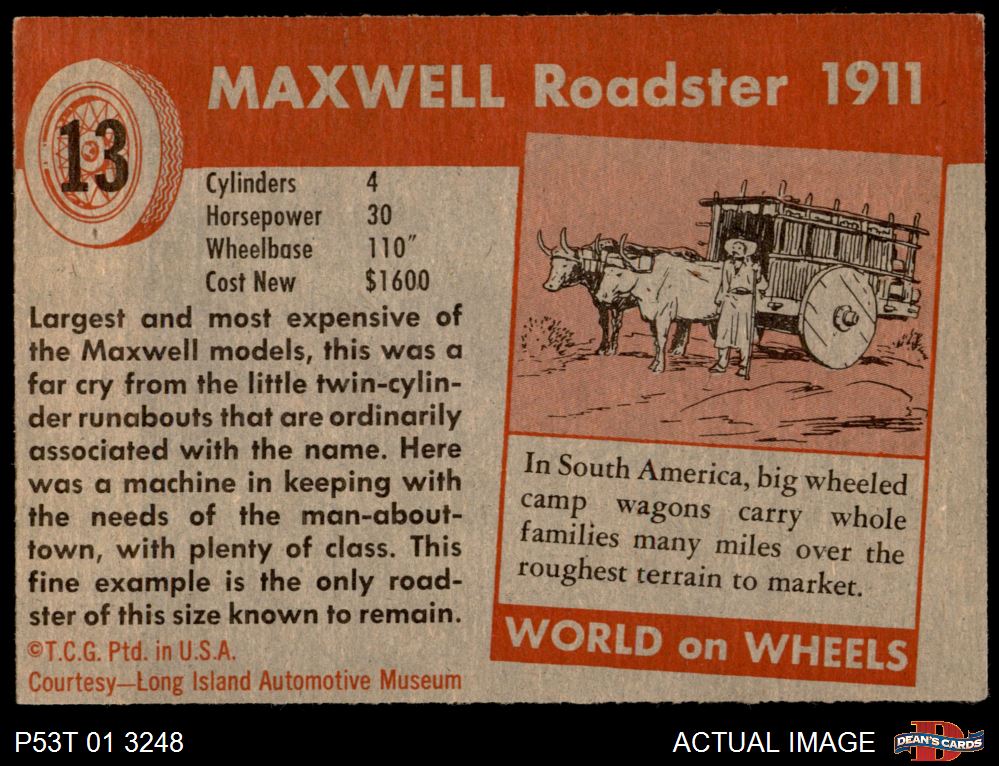 13
MAXWELL Roadster 1911
Cylinders 4
Horsepower 30
Wheelbase 110"
Cost New $1600
Largest and most expensive of
the Maxwell models, this was a
far cry from the little twin-cylin-
der runabouts that are ordinarily
associated with the name. Here
was a machine in keeping with
the needs of the man-about-
town, with plenty of class. This
fine example is the only road-
ster of this size known to remain.
©T.C.G. Ptd. in U.S.A.
Courtesy—Long Island Automotive Museum
In South America, big wheeled
camp wagons carry whole
families many miles over the
roughest terrain to market.
WORLD on WHEELS
P53T 01 3248
ACTUAL IMAGE
D
DEAN'S CARDS